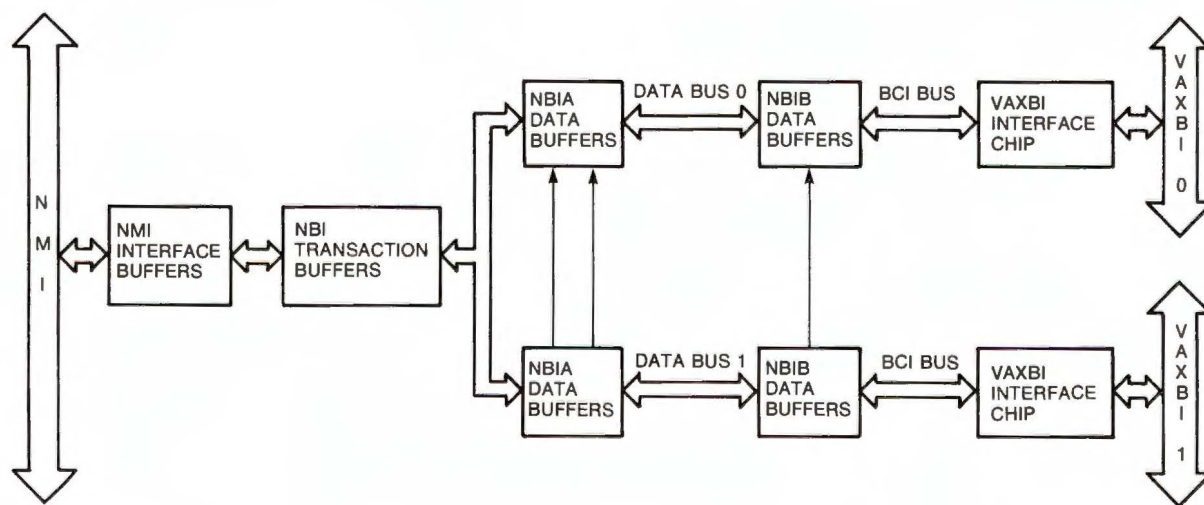 N M I
NMI
INTERFACE
BUFFERS
NBI
TRANSACTION
BUFFERS
NBIA
DATA
BUFFERS
DATA BUS 0
NBIB
DATA
BUFFERS
BCI BUS
VAXBI
INTERFACE
CHIP
V A X B I 0
NBIA
DATA
BUFFERS
DATA BUS 1
NBIB
DATA
BUFFERS
BCI BUS
VAXBI
INTERFACE
CHIP
V A X B I 1